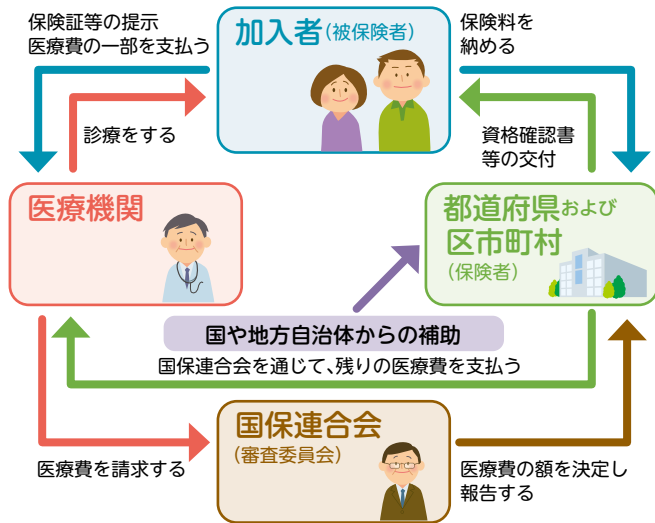 保険証等の提示
医療費の一部を支払う
加入者(被保険者)
保険料を
納める
診療をする
資格確認書
等の交付
医療機関
都道府県および
区市町村
(保険者)
国や地方自治体からの補助
国保連合会を通じて、残りの医療費を支払う
国保連合会
(審査委員会)
医療費を請求する
医療費の額を決定し
報告する